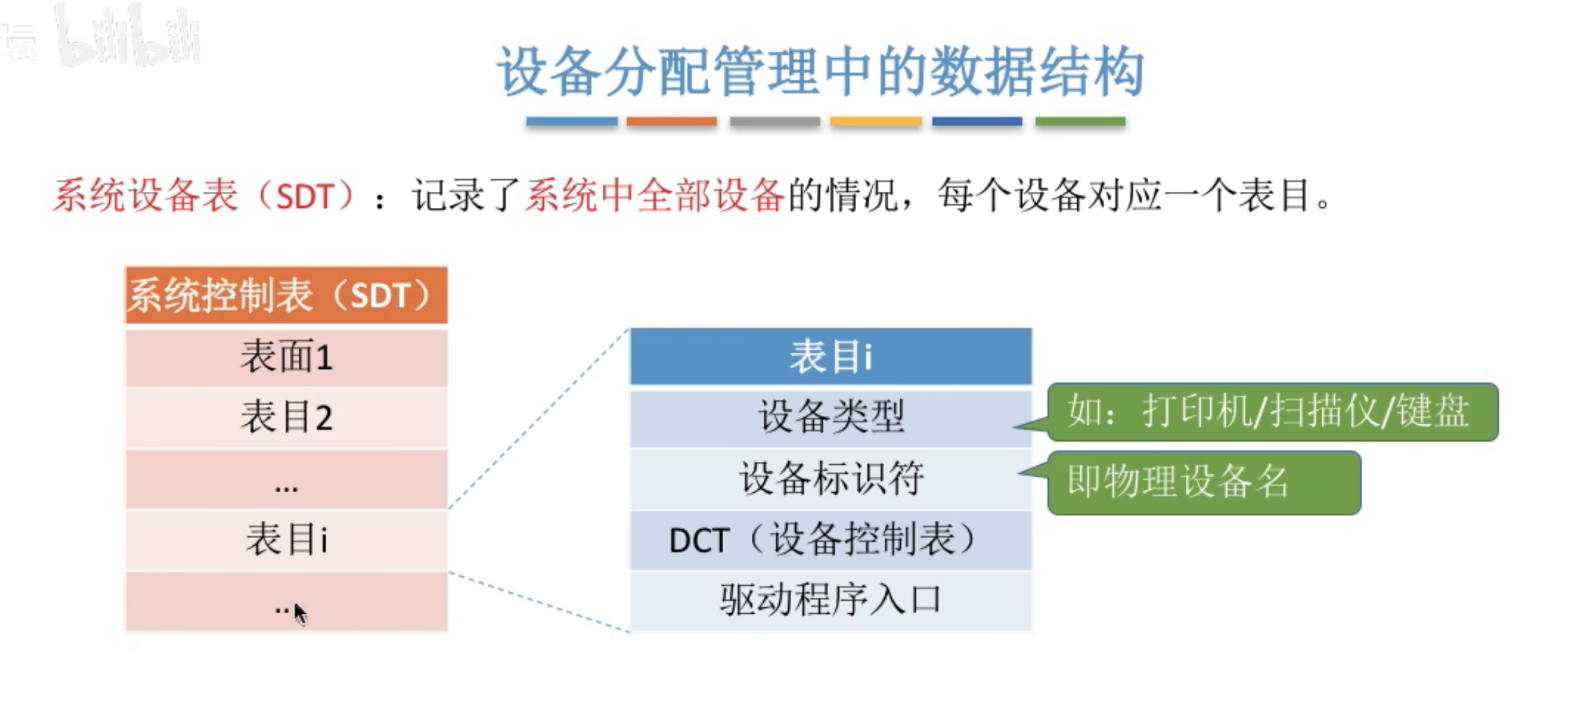 坛 bilibili
设备分配管理中的数据结构
系统设备表（SDT）：记录了系统中全部设备的情况，每个设备对应一个表目。
系统控制表（SDT）
表面1
表目2
...
表目i
..
表目i
设备类型
如：打印机/扫描仪/键盘
设备标识符
即物理设备名
DCT（设备控制表）
驱动程序入口